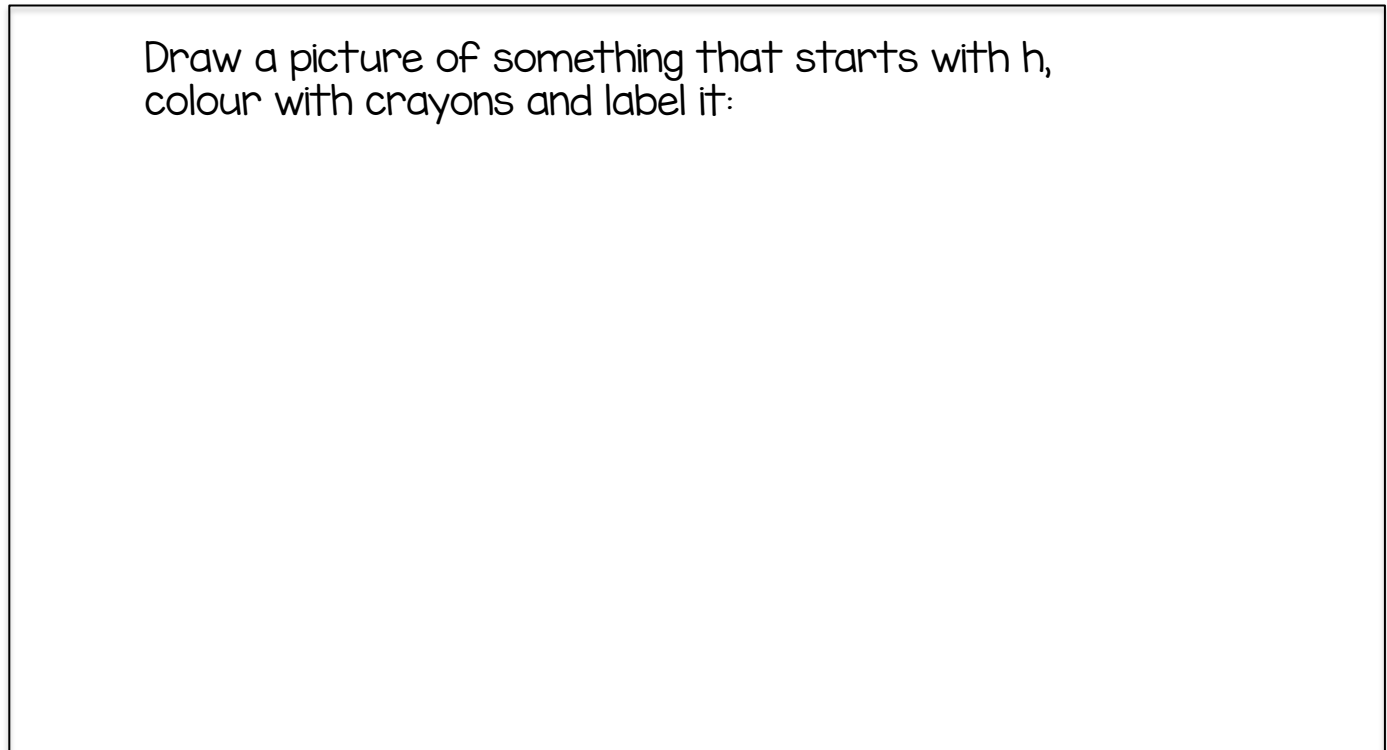 Draw a picture of something that starts with h,
colour with crayons and label it: